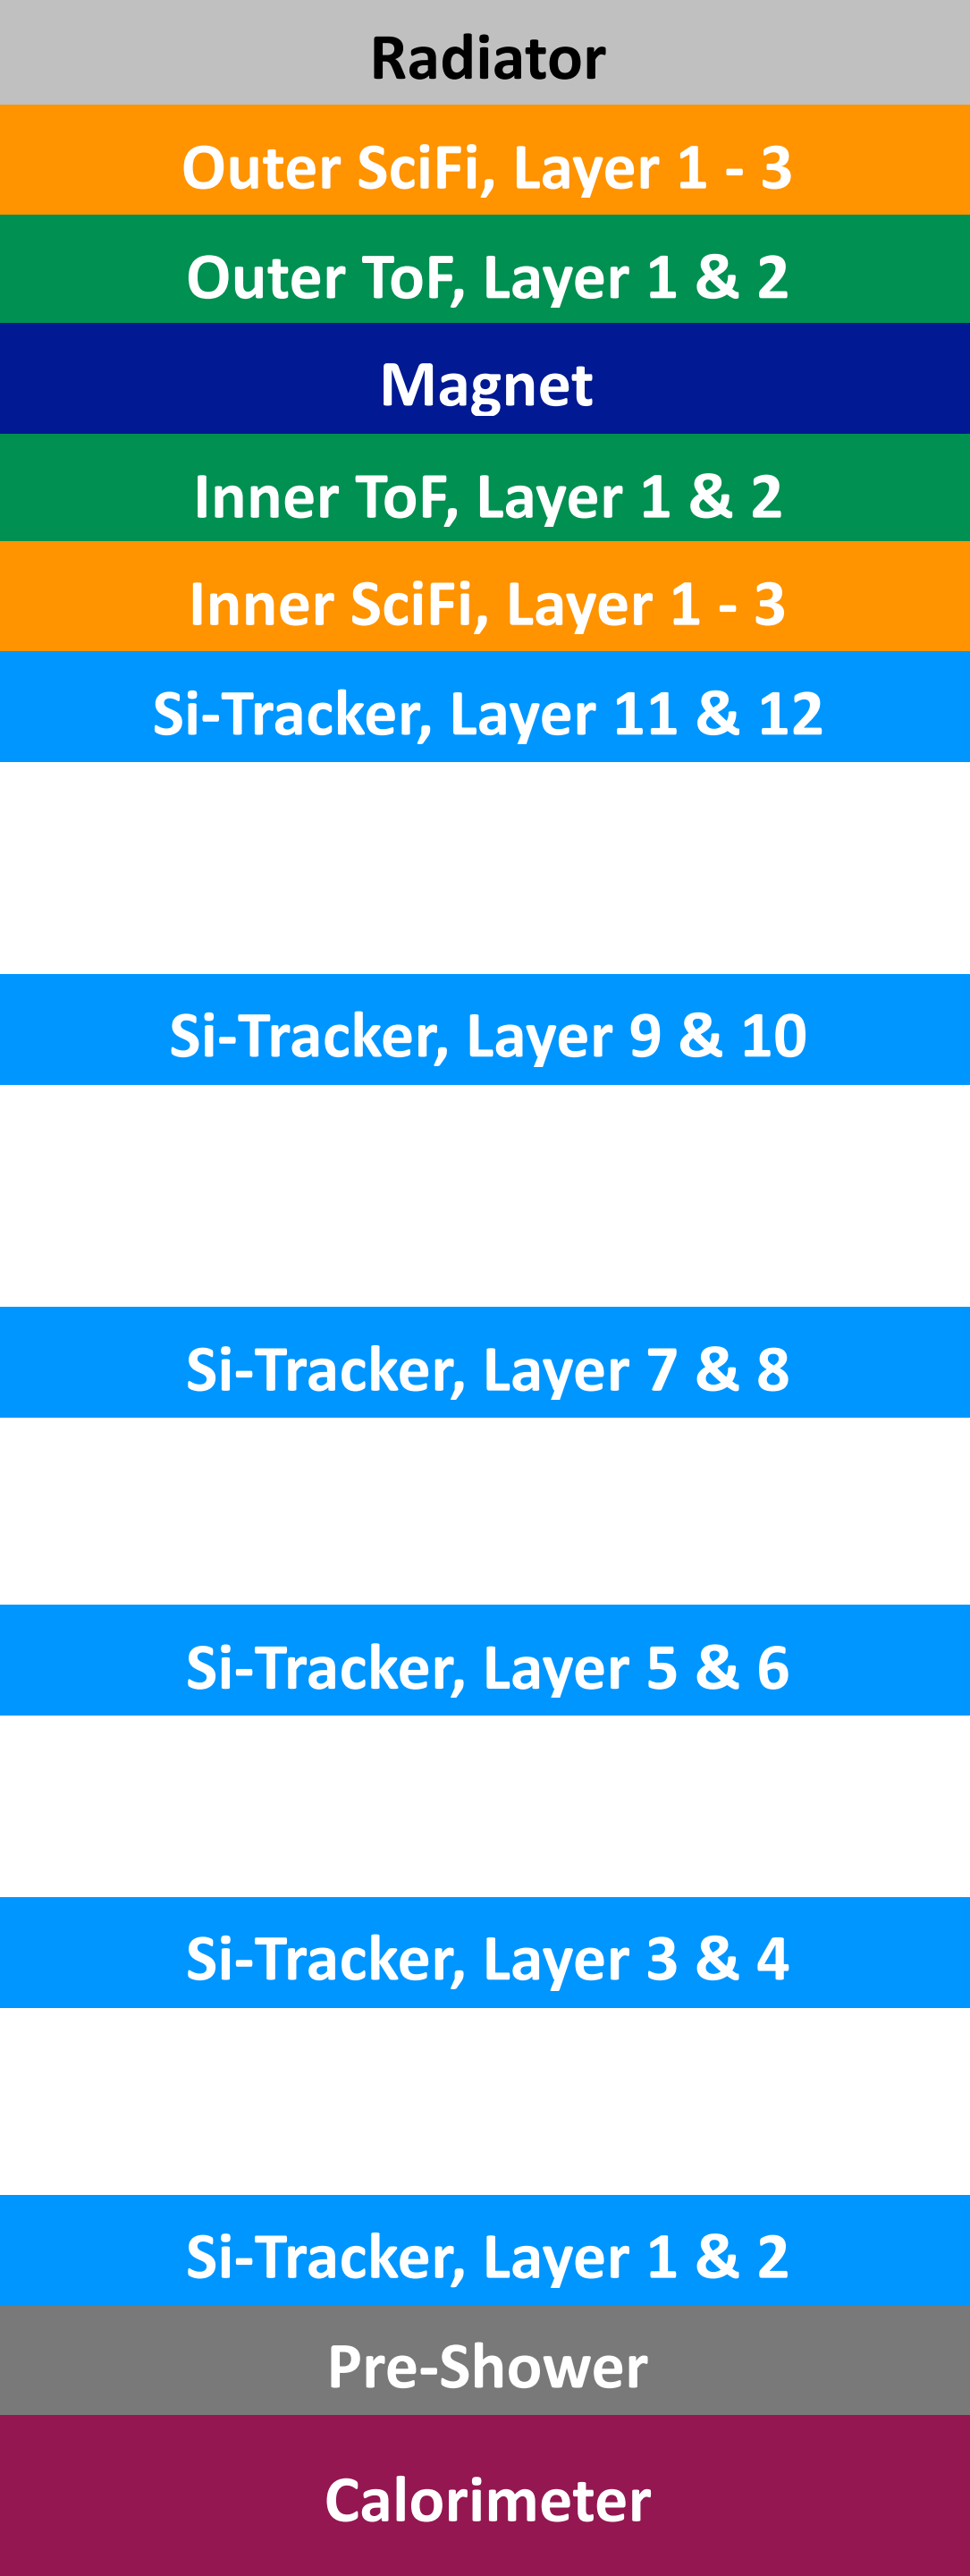 Radiator
Outer SciFi, Layer 1 - 3
Outer ToF, Layer 1 & 2
Magnet
Inner ToF, Layer 1 & 2
Inner SciFi, Layer 1 - 3
Si-Tracker, Layer 11 & 12
Si-Tracker, Layer 9 & 10
Si-Tracker, Layer 7 & 8
Si-Tracker, Layer 5 & 6
Si-Tracker, Layer 3 & 4
Si-Tracker, Layer 1 & 2
Pre-Shower
Calorimeter